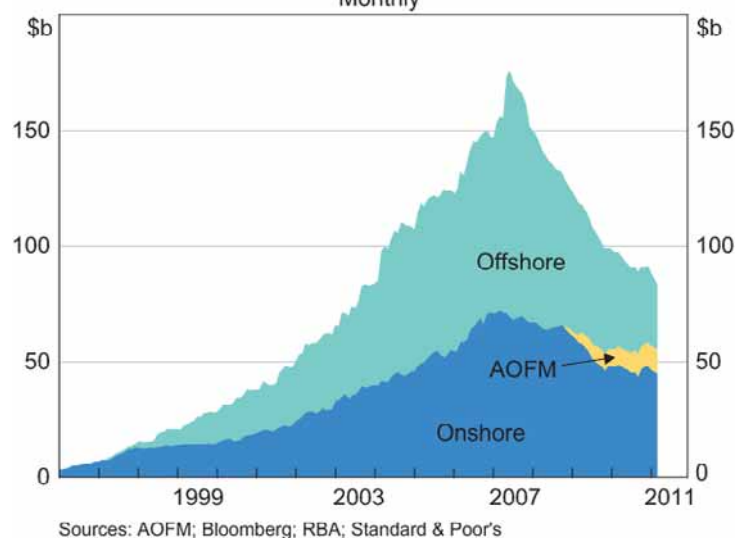 Monthly
$b $b
150 150
100 100
Offshore
50 AOFM 50
Onshore
0 0
1999 2003 2007 2011
Sources: AOFM; Bloomberg; RBA; Standard & Poor's